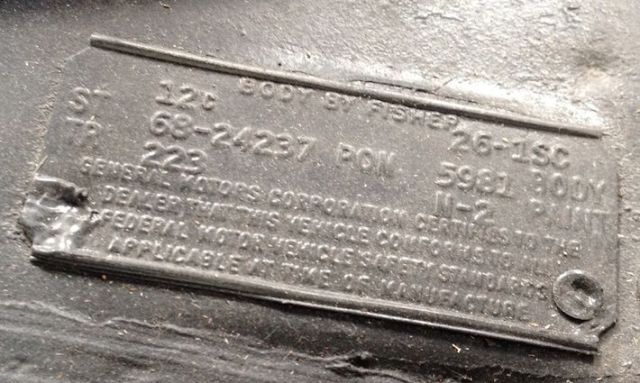 BODY BY FISHER
12C 26-1SC
ST 68-24237 PON 5981 BODY
TR 223 N-2 PAINT
GENERAL MOTORS CORPORATION CERTIFIES TO THE
DEALER THAT THIS VEHICLE CONFORMS TO ALL
FEDERAL MOTOR VEHICLE SAFETY STANDARDS
APPLICABLE AT TIME OF MANUFACTURE